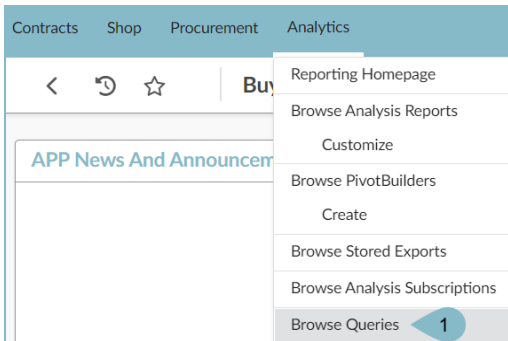 Contracts Shop Procurement Analytics
Buy
Reporting Homepage
Browse Analysis Reports
Customize
APP News And Announcem
Browse PivotBuilders
Create
Browse Stored Exports
Browse Analysis Subscriptions
Browse Queries 1